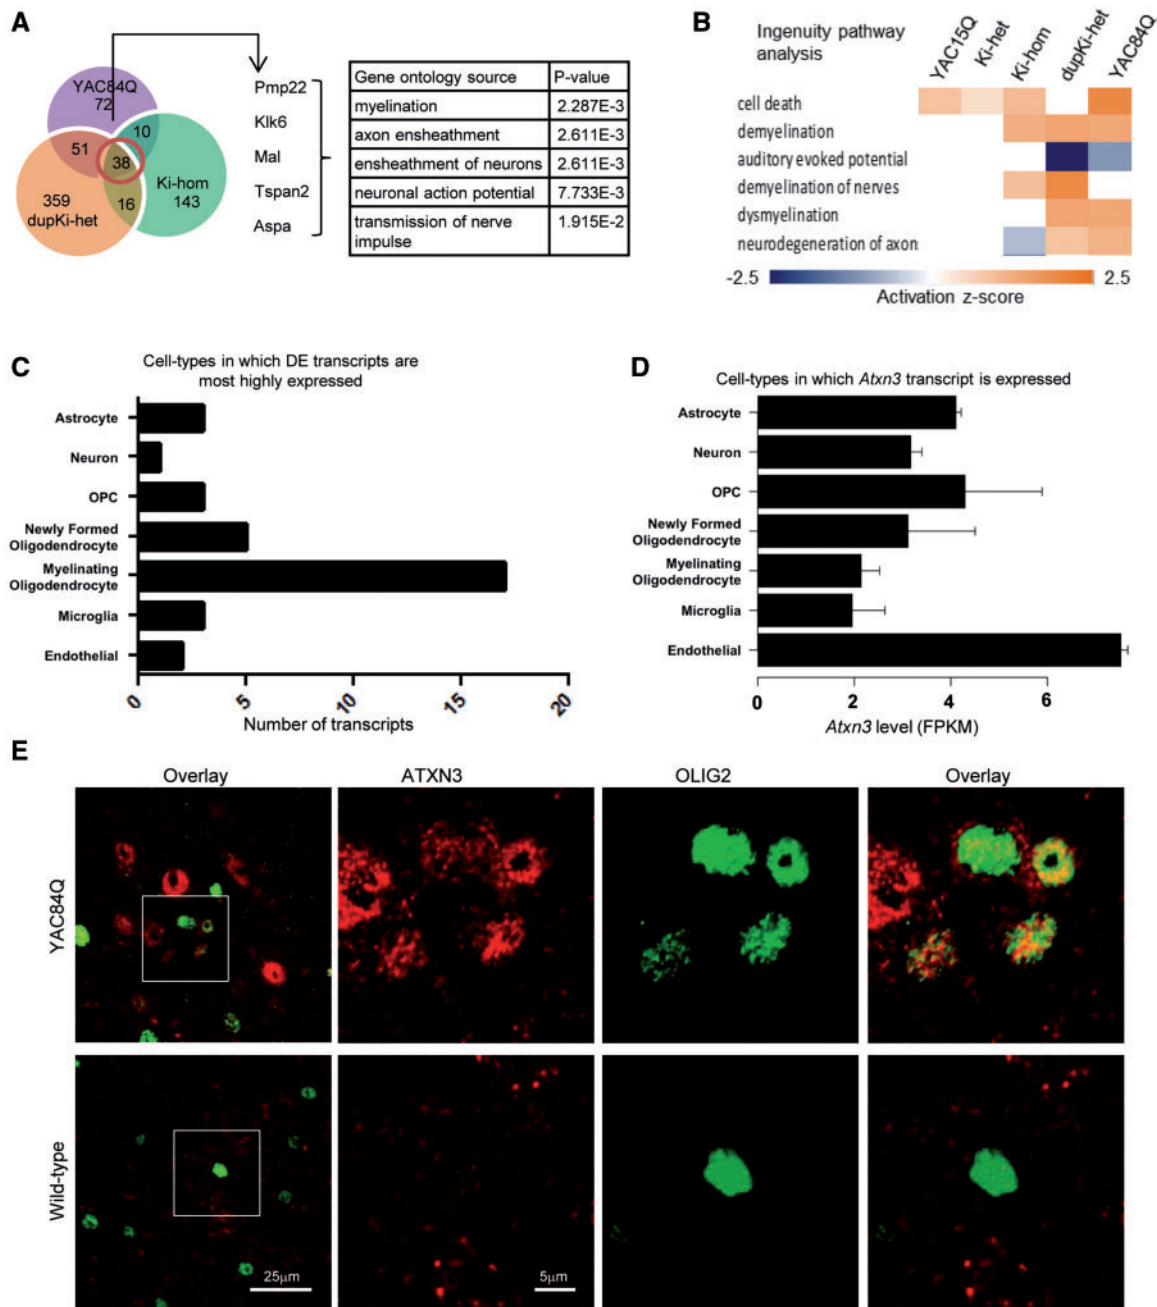 A
YAC84Q
72
10
51
38
Ki-hom
143
359
dupKi-het
16
Pmp22
Klk6
Mal
Tspan2
Aspa
Gene ontology source P-value
myelination 2.287E-3
axon ensheathment 2.611E-3
ensheathment of neurons 2.611E-3
neuronal action potential 7.733E-3
transmission of nerve 1.915E-2
impulse
B
Ingenuity pathway
analysis
YAC15Q
Ki-het
Ki-hom
dupKi-het
YAC84Q
cell death
demyelination
auditory evoked potential
demyelination of nerves
dysmyelination
neurodegeneration of axon
-2.5 2.5
Activation z-score
C
Cell-types in which DE transcripts are
most highly expressed
Astrocyte
Neuron
OPC
Newly Formed
Oligodendrocyte
Myelinating
Oligodendrocyte
Microglia
Endothelial
0 5 10 15 20
Number of transcripts
D
Cell-types in which Atxn3 transcript is expressed
Astrocyte
Neuron
OPC
Newly Formed
Oligodendrocyte
Myelinating
Oligodendrocyte
Microglia
Endothelial
0 2 4 6
Atxn3 level (FPKM)
E
Overlay ATXN3 OLIG2 Overlay
YAC84Q
Wild-type
25μm
5μm